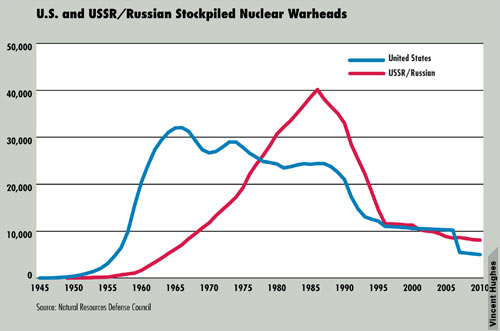 U.S. and USSR/Russian Stockpiled Nuclear Warheads
50,000
United States
USSR/Russian
40,000
30,000
20,000
10,000
0
1945 1950 1955 1960 1965 1970 1975 1980 1985 1990 1995 2000 2005 2010
Source: Natural Resources Defense Council
Vincent Hughes